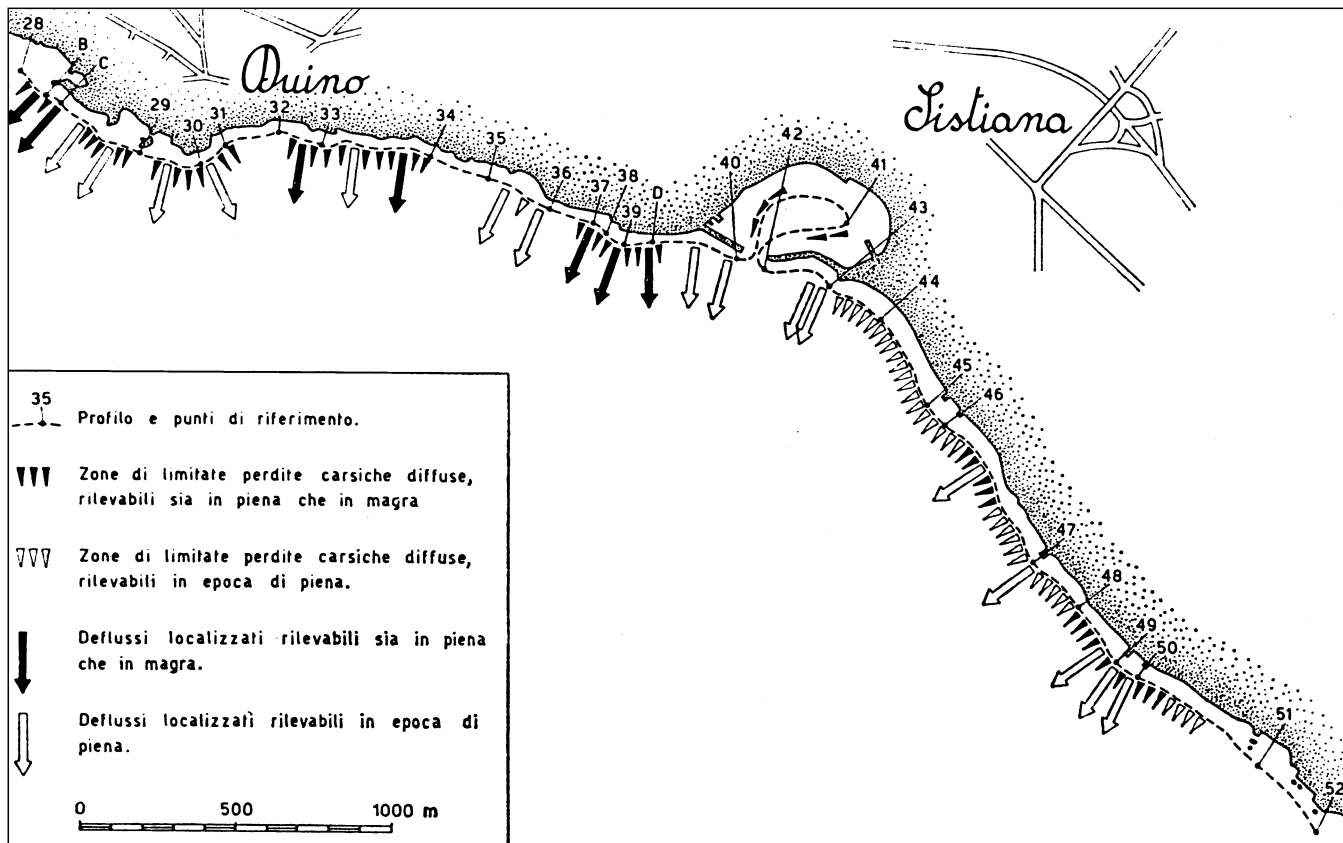 28
B
C
29
30
31
32
Duino
33
34
35
36
37
38
39
D
40
42
41
43
Sistiana
44
45
46
47
48
49
50
51
52
35
Profilo e punti di riferimento.
Zone di limitate perdite carsiche diffuse,
rilevabili sia in piena che in magra
Zone di limitate perdite carsiche diffuse,
rilevabili in epoca di piena.
Deflussi localizzati rilevabili sia in piena
che in magra.
Deflussi localizzati rilevabili in epoca di
piena.
0 500 1000 m